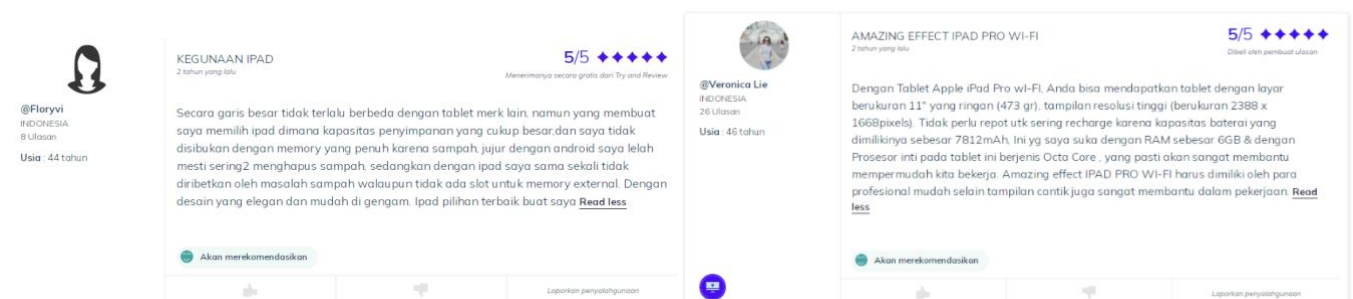 KEGUNAAN IPAD
2 tahun yang lalu
5/5
Menerimanya secara gratis dari Try and Review
@Floryvi
INDONESIA
8 Ulasan
Usia : 44 tahun
Secara garis besar tidak terlalu berbeda dengan tablet merk lain, namun yang membuat
saya memilih ipad dimana kapasitas penyimpanan yang cukup besar,dan saya tidak
disibukan dengan memory yang penuh karena sampah, jujur dengan android saya lelah
mesti sering2 menghapus sampah, sedangkan dengan ipad saya sama sekali tidak
diribetkan oleh masalah sampah walaupun tidak ada slot untuk memory external. Dengan
desain yang elegan dan mudah di gengam. Ipad pilihan terbaik buat saya Read less
Akan merekomendasikan
Laporkan penyalahgunaan
AMAZING EFFECT IPAD PRO WI-FI
2 tahun yang lalu
5/5
Dibeli oleh pembuat ulasan
@Veronica Lie
INDONESIA
26 Ulasan
Usia : 46 tahun
Dengan Tablet Apple iPad Pro wI-FI, Anda bisa mendapatkan tablet dengan layar
berukuran 11" yang ringan (473 gr), tampilan resolusi tinggi (berukuran 2388 x
1668pixels). Tidak perlu repot utk sering recharge karena kapasitas baterai yang
dimilikinya sebesar 7812mAh, Ini yg saya suka dengan RAM sebesar 6GB & dengan
Prosesor inti pada tablet ini berjenis Octa Core , yang pasti akan sangat membantu
mempermudah kita bekerja. Amazing effect IPAD PRO WI-FI harus dimiliki oleh para
profesional mudah selain tampilan cantik juga sangat membantu dalam pekerjaan. Read
less
Akan merekomendasikan
Laporkan penyalahgunaan